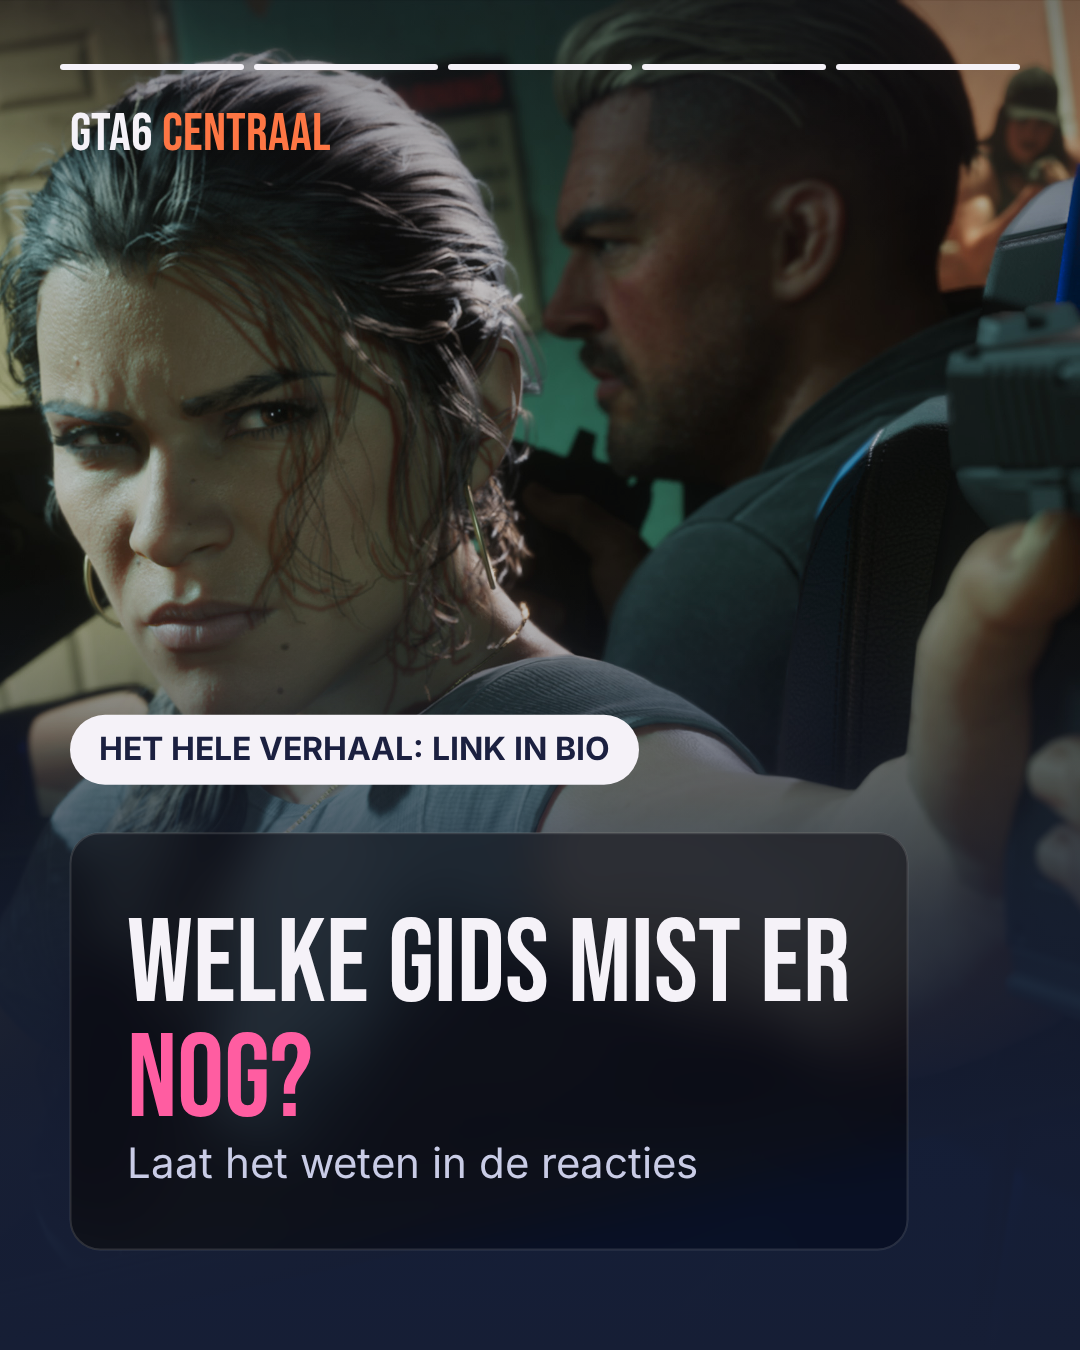 GTA6 CENTRAAL
HET HELE VERHAAL: LINK IN BIO
WELKE GIDS MIST ER
NOG?
Laat het weten in de reacties